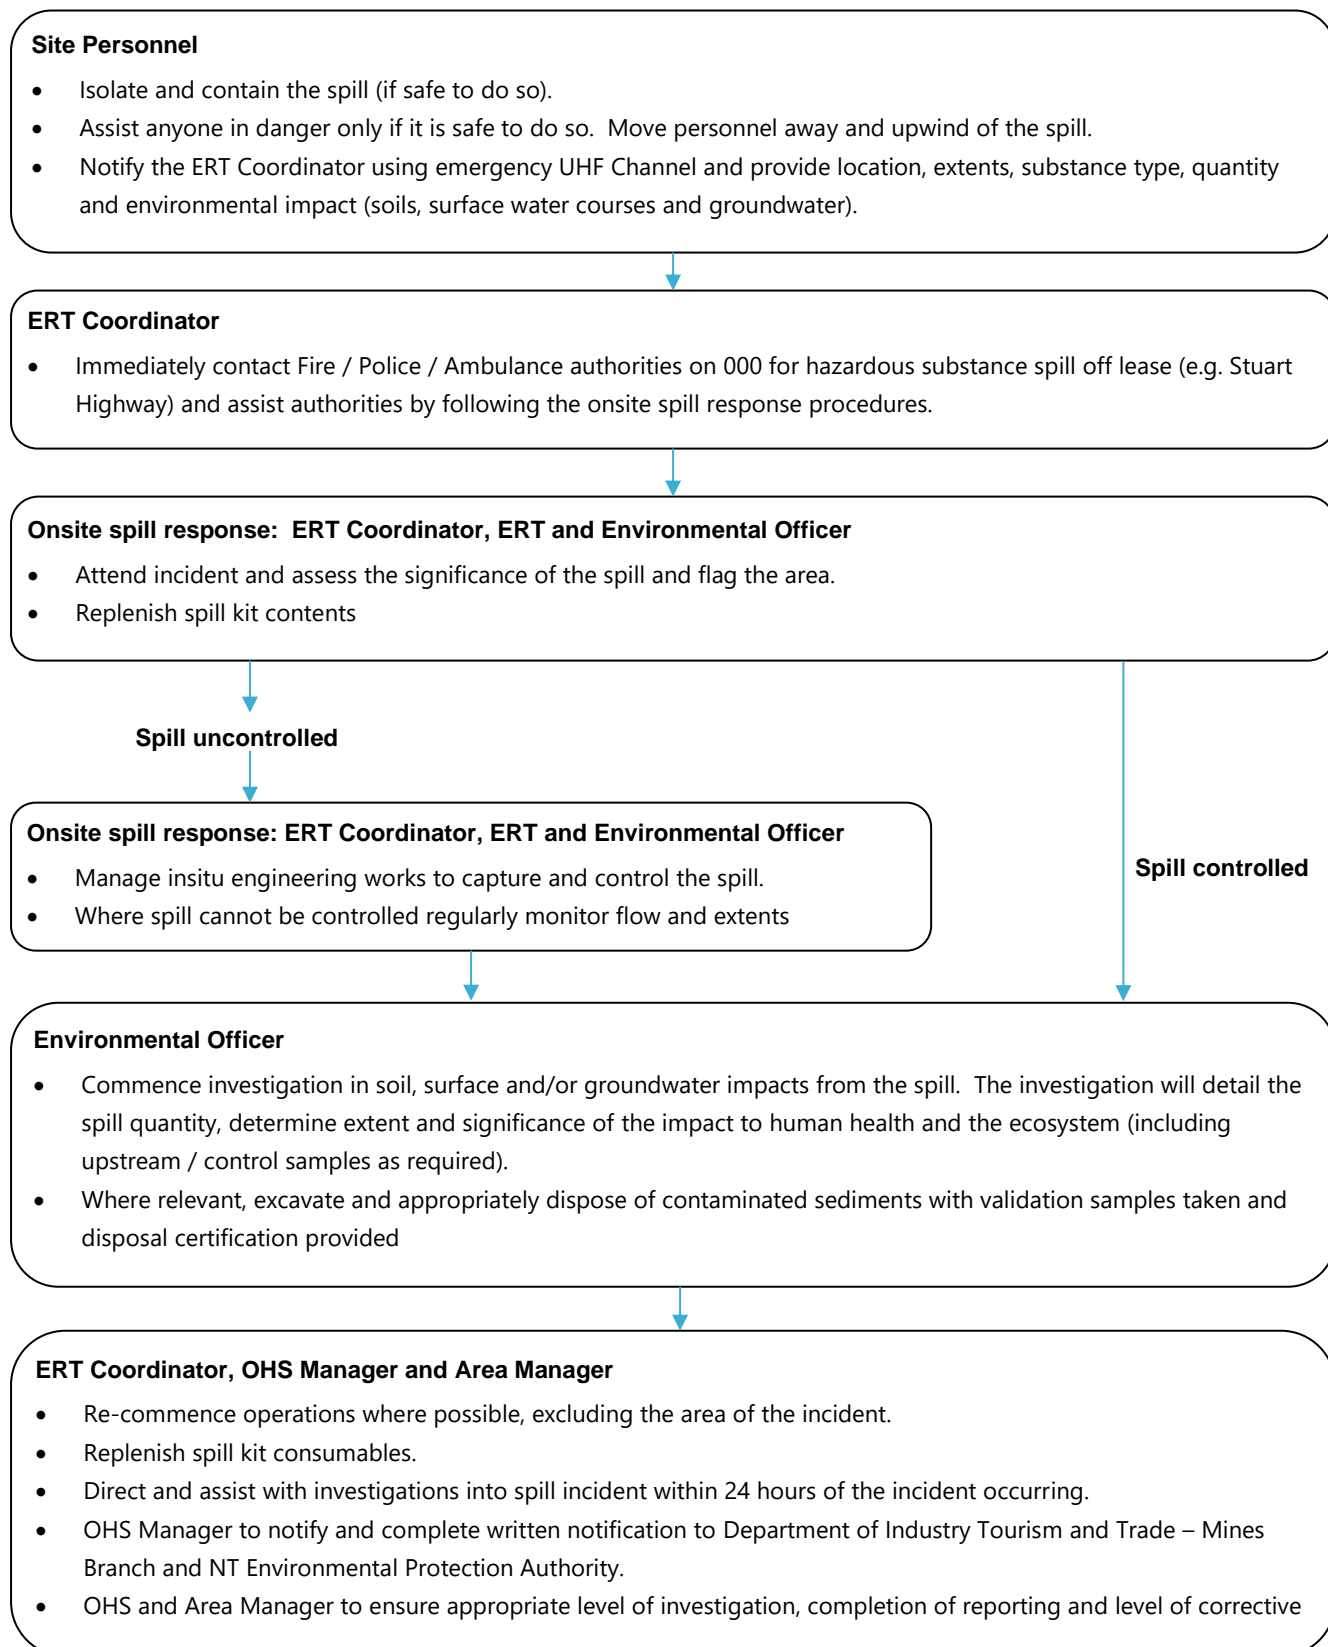 Site Personnel
• Isolate and contain the spill (if safe to do so).
• Assist anyone in danger only if it is safe to do so.  Move personnel away and upwind of the spill.
• Notify the ERT Coordinator using emergency UHF Channel and provide location, extents, substance type, quantity
and environmental impact (soils, surface water courses and groundwater).
ERT Coordinator
• Immediately contact Fire / Police / Ambulance authorities on 000 for hazardous substance spill off lease (e.g. Stuart
Highway) and assist authorities by following the onsite spill response procedures.
Onsite spill response:  ERT Coordinator, ERT and Environmental Officer
• Attend incident and assess the significance of the spill and flag the area.
• Replenish spill kit contents
Spill uncontrolled
Onsite spill response: ERT Coordinator, ERT and Environmental Officer
• Manage insitu engineering works to capture and control the spill.
• Where spill cannot be controlled regularly monitor flow and extents
Spill controlled
Environmental Officer
• Commence investigation in soil, surface and/or groundwater impacts from the spill.  The investigation will detail the
spill quantity, determine extent and significance of the impact to human health and the ecosystem (including
upstream / control samples as required).
• Where relevant, excavate and appropriately dispose of contaminated sediments with validation samples taken and
disposal certification provided
ERT Coordinator, OHS Manager and Area Manager
• Re-commence operations where possible, excluding the area of the incident.
• Replenish spill kit consumables.
• Direct and assist with investigations into spill incident within 24 hours of the incident occurring.
• OHS Manager to notify and complete written notification to Department of Industry Tourism and Trade – Mines
Branch and NT Environmental Protection Authority.
• OHS and Area Manager to ensure appropriate level of investigation, completion of reporting and level of corrective